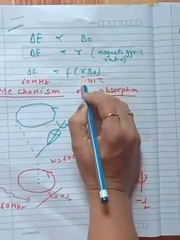 ΔE ∝ B₀
ΔE ∝ γ (magnetogyric
ratio)
ΔE ∝ f (γB₀)
60MHz
Mechanism of absorption
60MHz